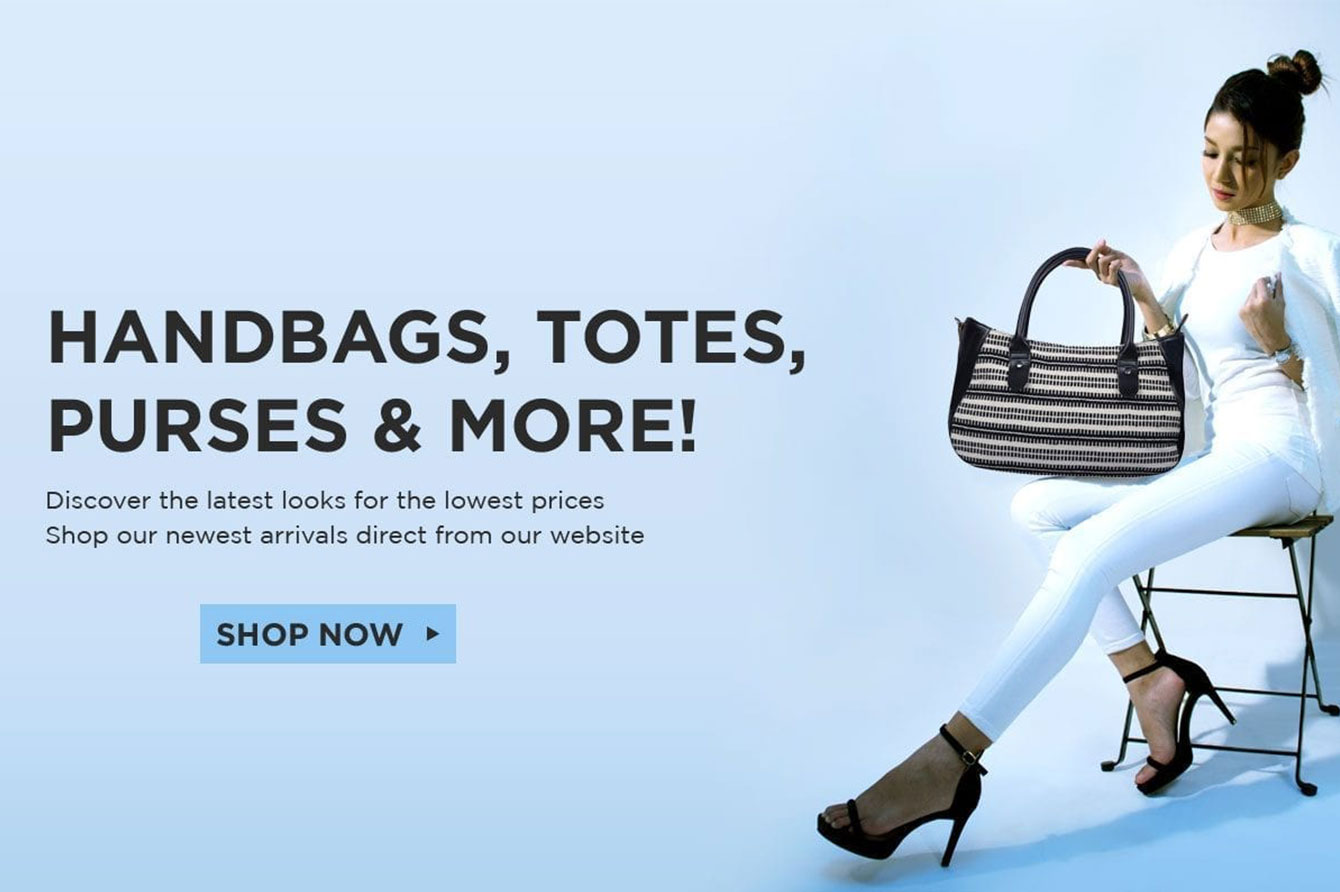 HANDBAGS, TOTES,
PURSES & MORE!
Discover the latest looks for the lowest prices
Shop our newest arrivals direct from our website
SHOP NOW